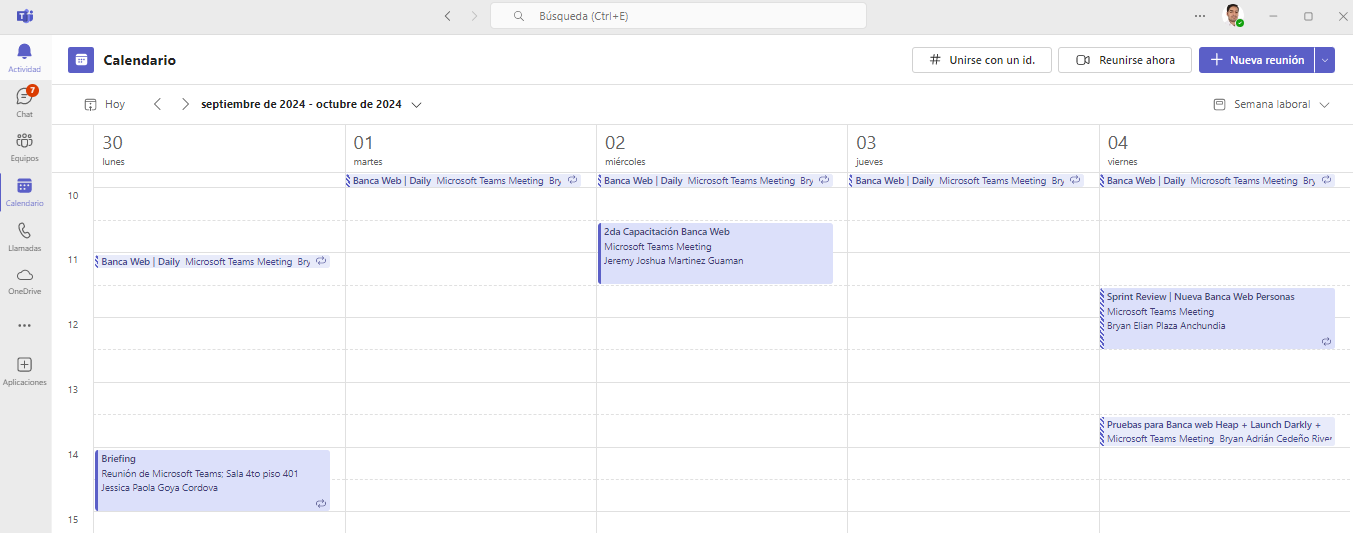 Búsqueda (Ctrl+E)
Actividad
7
Chat
Equipos
Calendario
Llamadas
OneDrive
Aplicaciones
Calendario
Unirse con un id.
Reunirse ahora
Nueva reunión
Hoy
septiembre de 2024 - octubre de 2024
Semana laboral
30
lunes
01
martes
02
miércoles
03
jueves
04
viernes
10
11
12
13
14
15
Banca Web | Daily Microsoft Teams Meeting Bry
Briefing
Reunión de Microsoft Teams; Sala 4to piso 401
Jessica Paola Goya Cordova
Banca Web | Daily Microsoft Teams Meeting Bry
Banca Web | Daily Microsoft Teams Meeting Bry
2da Capacitación Banca Web
Microsoft Teams Meeting
Jeremy Joshua Martinez Guaman
Banca Web | Daily Microsoft Teams Meeting Bry
Banca Web | Daily Microsoft Teams Meeting Bry
Sprint Review | Nueva Banca Web Personas
Microsoft Teams Meeting
Bryan Elian Plaza Anchundia
Pruebas para Banca web Heap + Launch Darkly +
Microsoft Teams Meeting Bryan Adrián Cedeño River